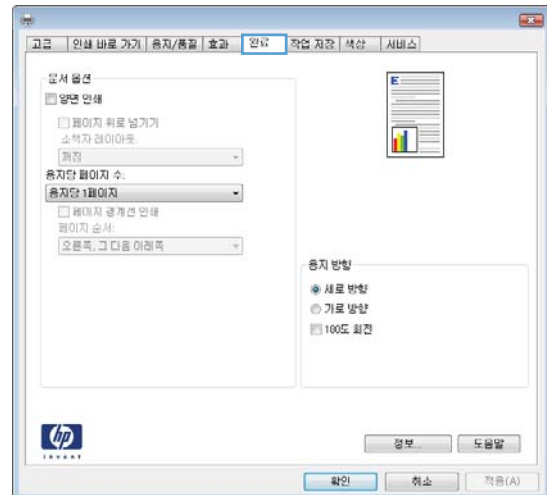 고급 인쇄 바로 가기 용지/품질 효과 완료 작업 저장 색상 서비스
문서 옵션
양면 인쇄
페이지 위로 넘기기
소책자 레이아웃:
꺼짐
용지당 페이지 수:
용지당 1페이지
페이지 경계선 인쇄
페이지 순서:
오른쪽, 그 다음 아래쪽
E
용지 방향
세로 방향
가로 방향
180도 회전
hp
invent
정보... 도움말
확인 취소 적용(A)